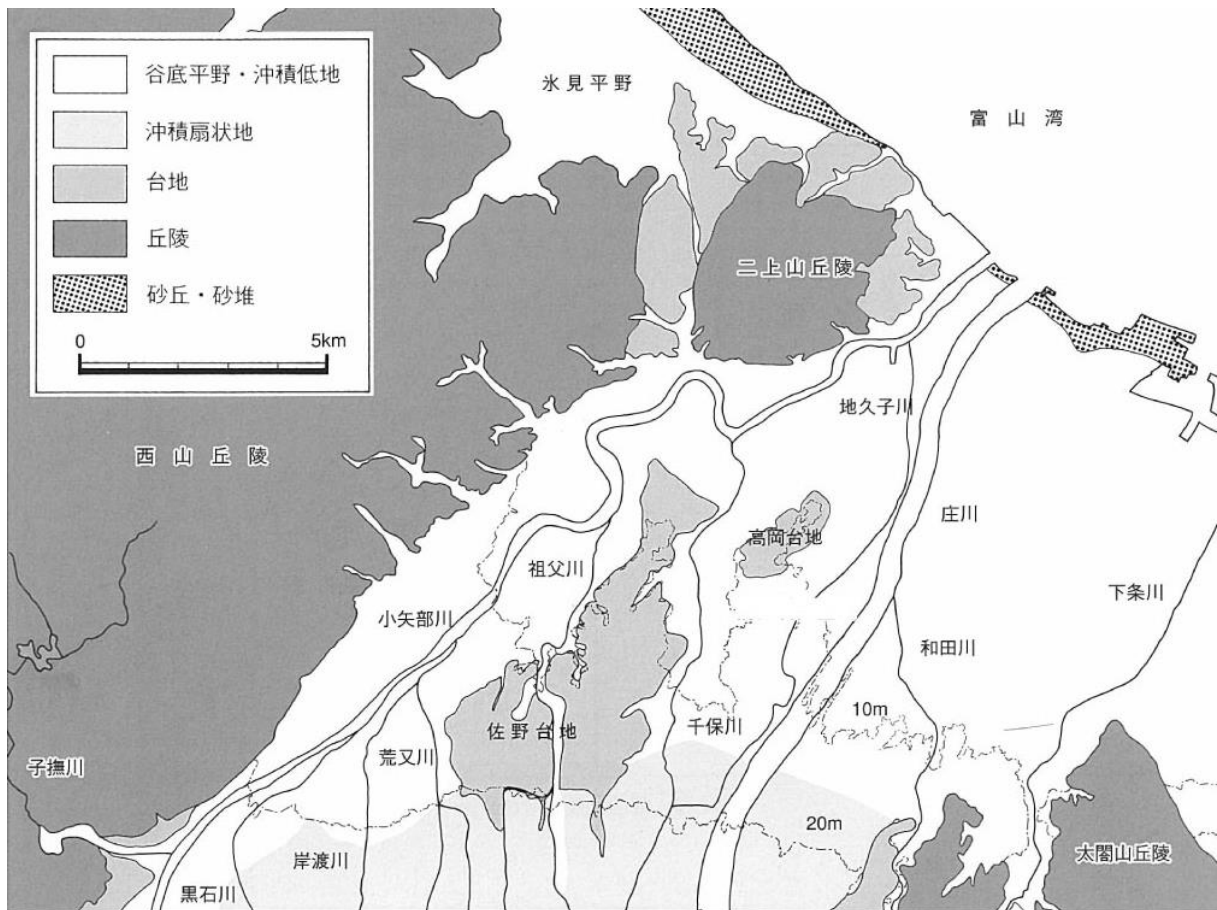 谷底平野・沖積低地
沖積扇状地
台地
丘陵
砂丘・砂堆
0 5km
氷見平野
富山湾
二上山丘陵
西山丘陵
地久子川
庄川
高岡台地
祖父川
下条川
小矢部川
和田川
10m
千保川
佐野台地
荒又川
子撫川
20m
太閤山丘陵
岸渡川
黒石川